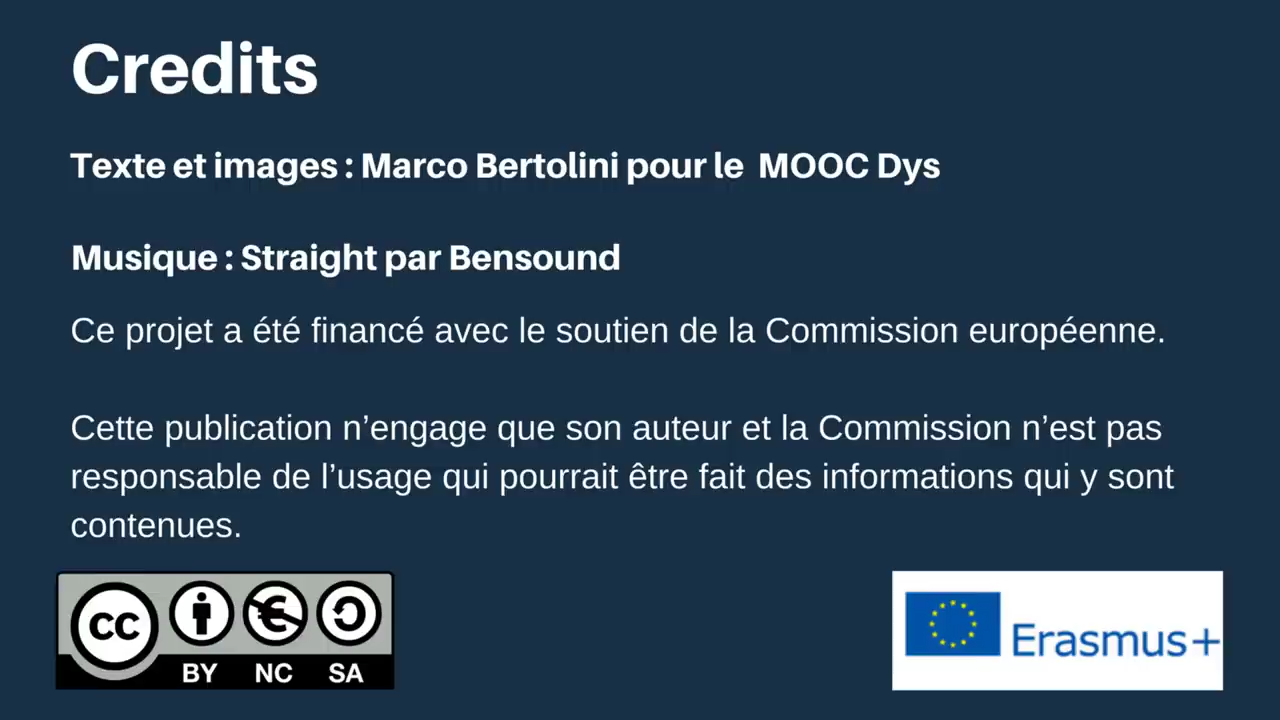 Credits
Texte et images : Marco Bertolini pour le MOOC Dys
Musique : Straight par Bensound
Ce projet a été financé avec le soutien de la Commission européenne.
Cette publication n’engage que son auteur et la Commission n’est pas
responsable de l’usage qui pourrait être fait des informations qui y sont
contenues.
cc
BY NC SA
Erasmus+